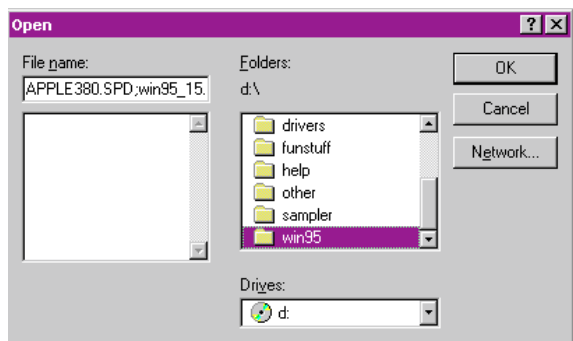 Open
File name:
APPLE380.SPD;win95_15.
Folders:
d:\
drivers
funstuff
help
other
sampler
win95
Drives:
d:
OK
Cancel
Network...